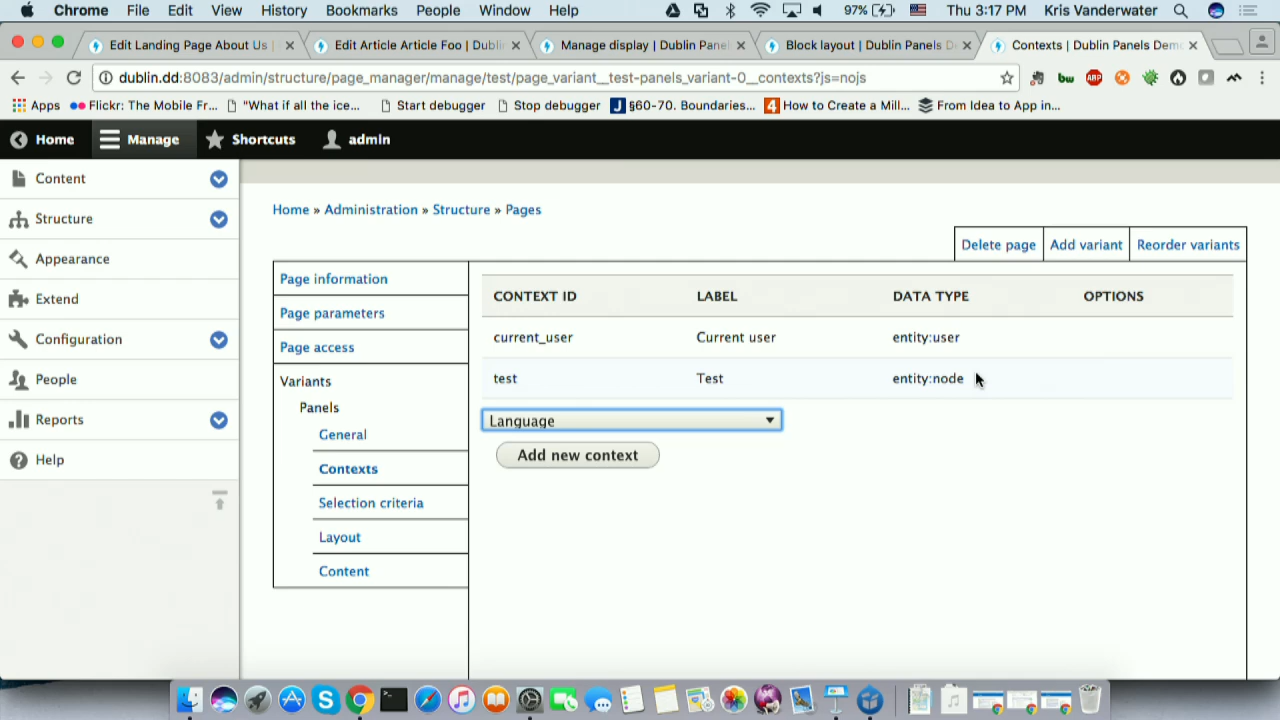 Chrome File Edit View History Bookmarks People Window Help 97% Thu 3:17 PM Kris Vanderwater
Edit Landing Page About Us | Edit Article Article Foo | Dubli Manage display | Dublin Pane Block layout | Dublin Panels D Contexts | Dublin Panels Dem
dublin.dd:8083/admin/structure/page_manager/manage/test/page_variant__test-panels_variant-0__contexts?js=nojs
Apps Flickr: The Mobile Fr... "What if all the ice... Start debugger Stop debugger §60-70. Boundaries... How to Create a Mill... From Idea to App in...
Home Manage Shortcuts admin
Content
Structure
Appearance
Extend
Configuration
People
Reports
Help
Home » Administration » Structure » Pages
Delete page Add variant Reorder variants
Page information
Page parameters
Page access
Variants
Panels
General
Contexts
Selection criteria
Layout
Content
CONTEXT ID LABEL DATA TYPE OPTIONS
current_user Current user entity:user
test Test entity:node
Language
Add new context